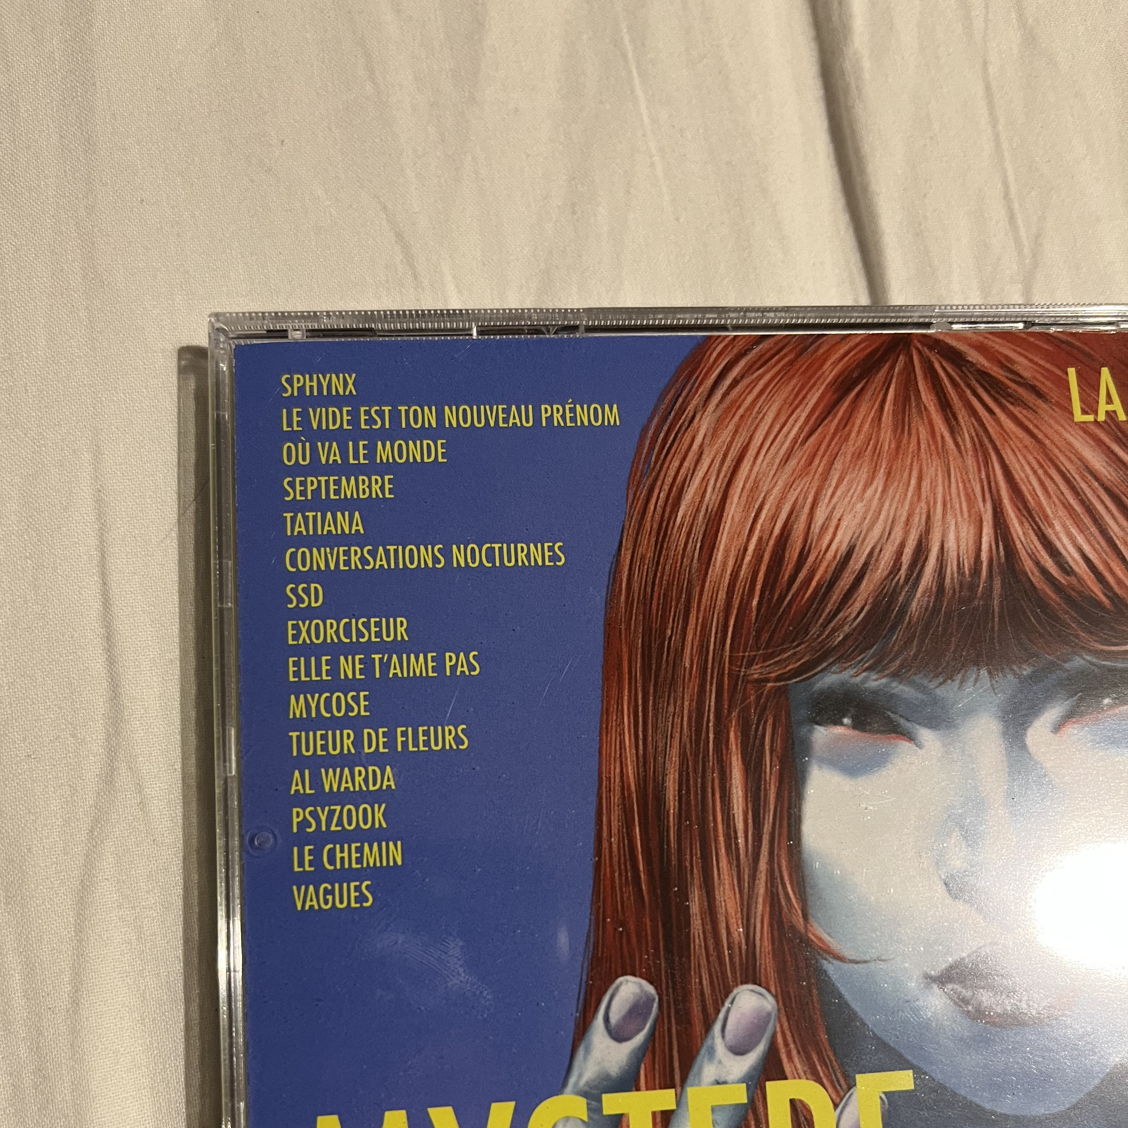 SPHYNX
LE VIDE EST TON NOUVEAU PRÉNOM
OÙ VA LE MONDE
SEPTEMBRE
TATIANA
CONVERSATIONS NOCTURNES
SSD
EXORCISEUR
ELLE NE T'AIME PAS
MYCOSE
TUEUR DE FLEURS
AL WARDA
PSYZOOK
LE CHEMIN
VAGUES
LA
MYSTERE